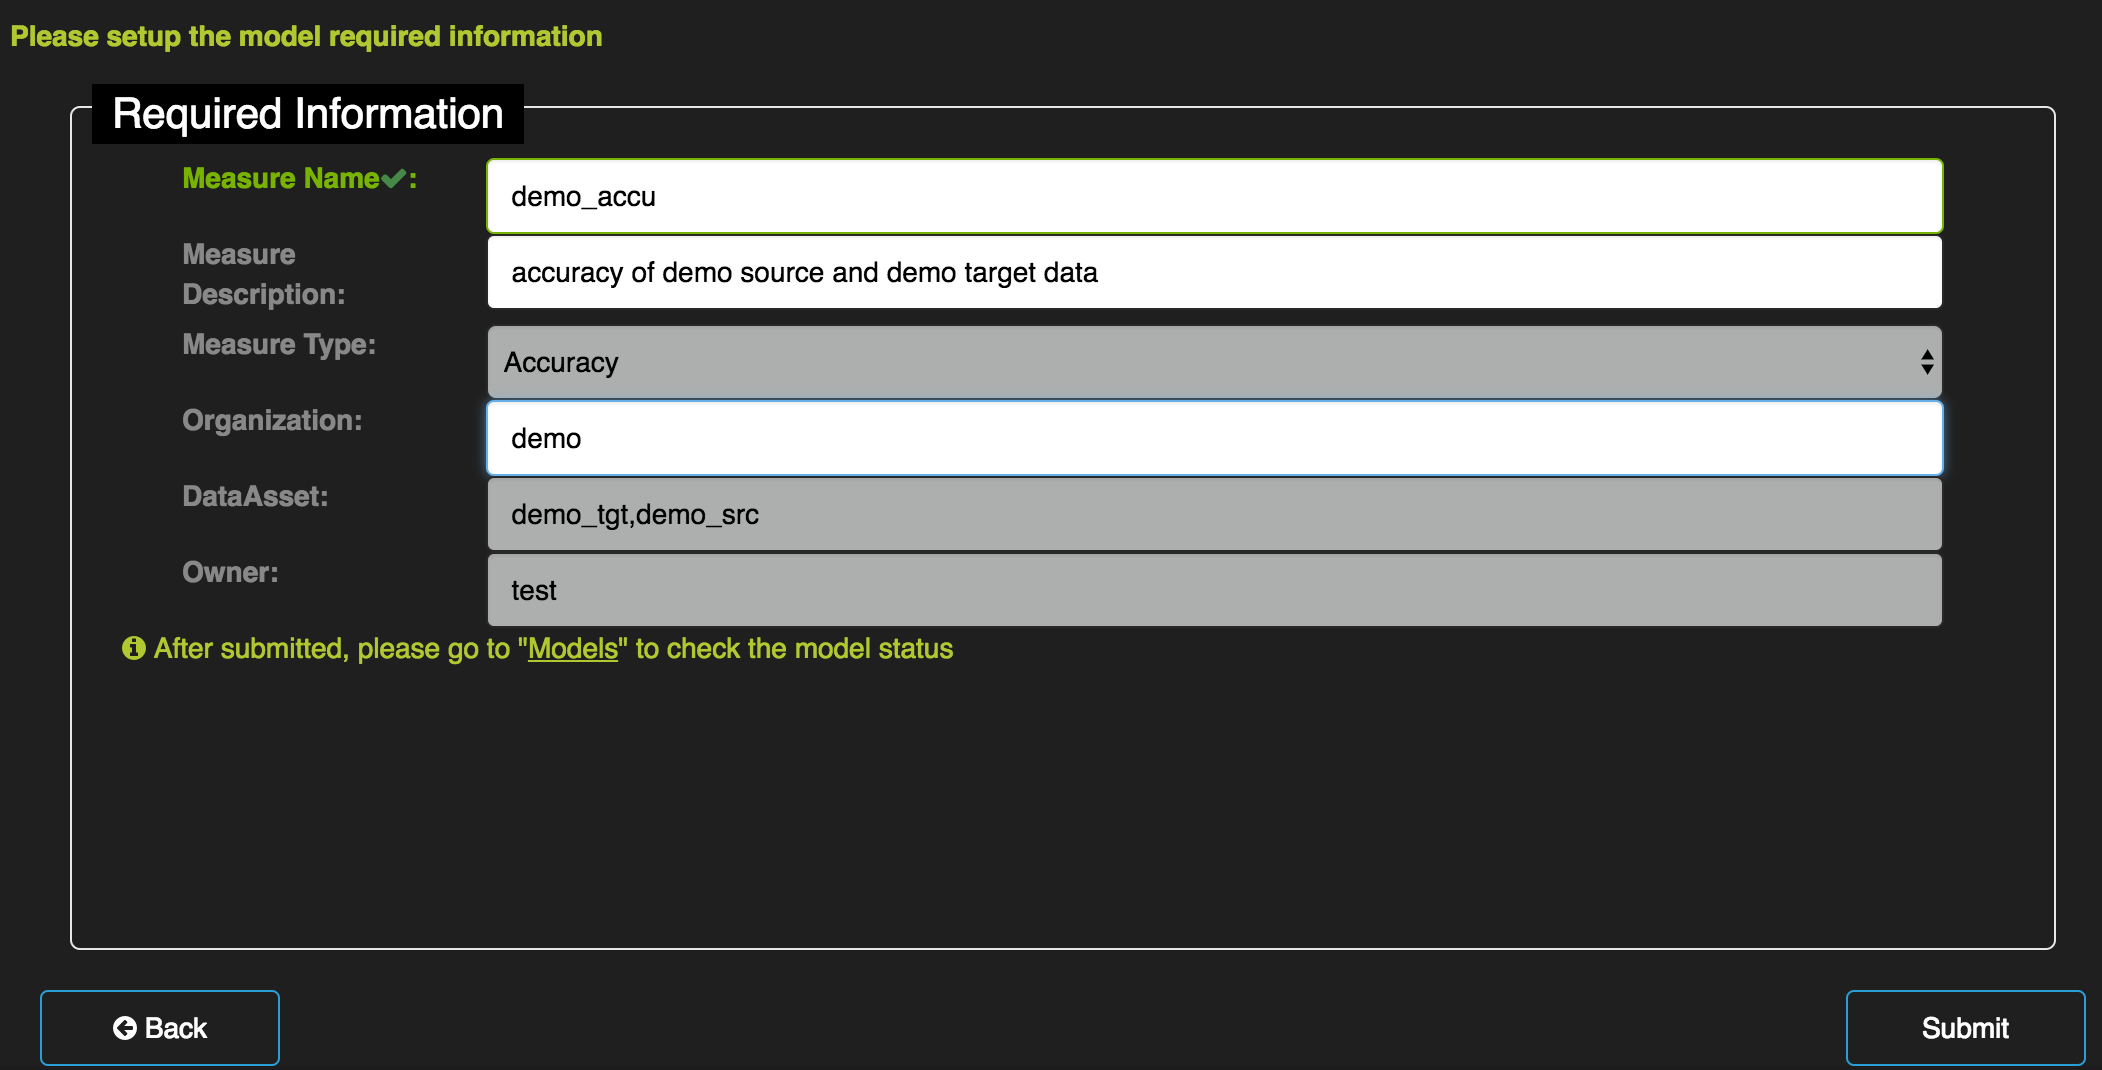 Please setup the model required information
Required Information
Measure Name✔:
demo_accu
Measure
Description:
accuracy of demo source and demo target data
Measure Type:
Accuracy
Organization:
demo
DataAsset:
demo_tgt,demo_src
Owner:
test
After submitted, please go to "Models" to check the model status
Back
Submit